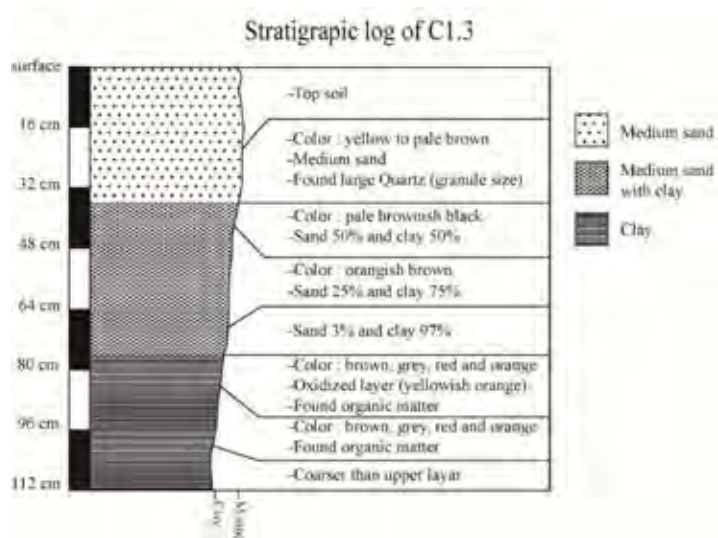 Stratigrapic log of C1.3
surface
-Top soil
16 cm
-Color : yellow to pale brown
-Medium sand
-Found large Quartz (granule size)
32 cm
-Color : pale brownish black
-Sand 50% and clay 50%
48 cm
-Color : orangish brown
-Sand 25% and clay 75%
64 cm
-Sand 3% and clay 97%
80 cm
-Color : brown, grey, red and orange
-Oxidized layer (yellowish orange)
-Found organic matter
96 cm
-Color : brown, grey, red and orange
-Found organic matter
112 cm
-Coarser than upper layar
Medium sand
Medium sand
with clay
Clay
Clay